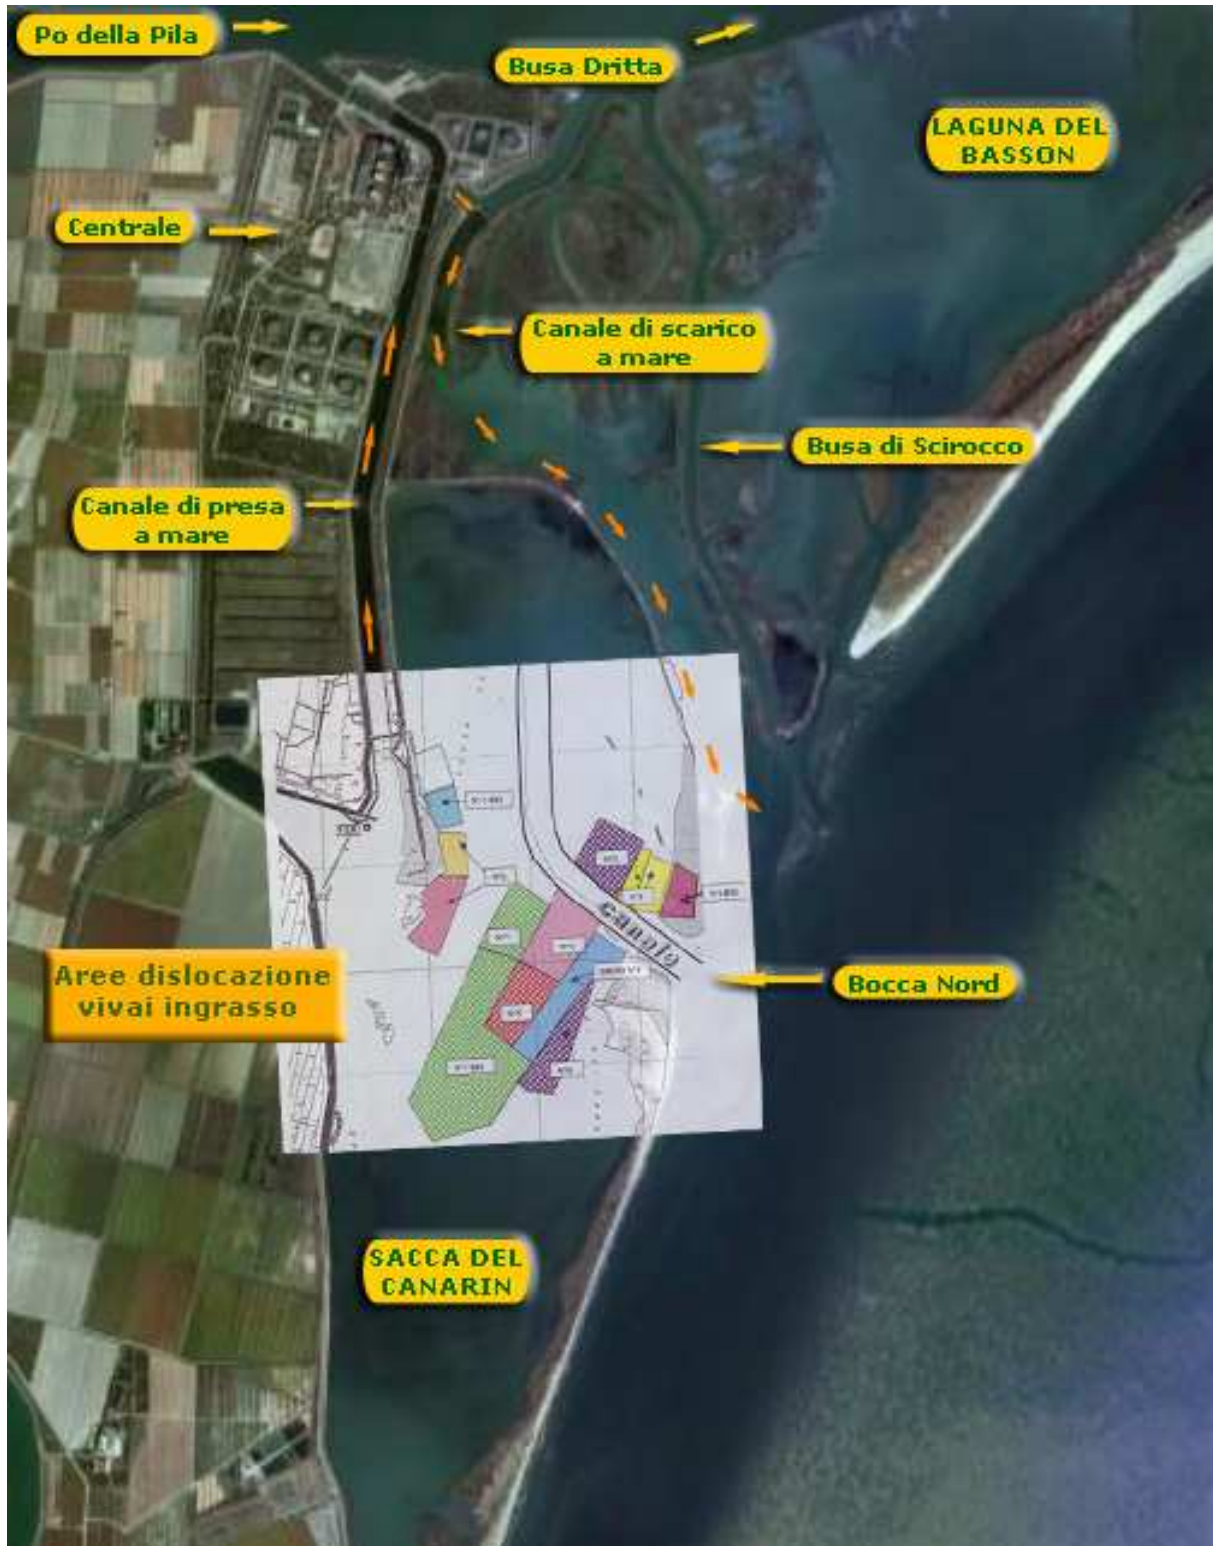 Po della Pila
Busa Dritta
LAGUNA DEL
BASSON
Centrale
Canale di scarico
a mare
Busa di Scirocco
Canale di presa
a mare
canale
Aree dislocazione
vivai ingrasso
Bocca Nord
SACCA DEL
CANARIN